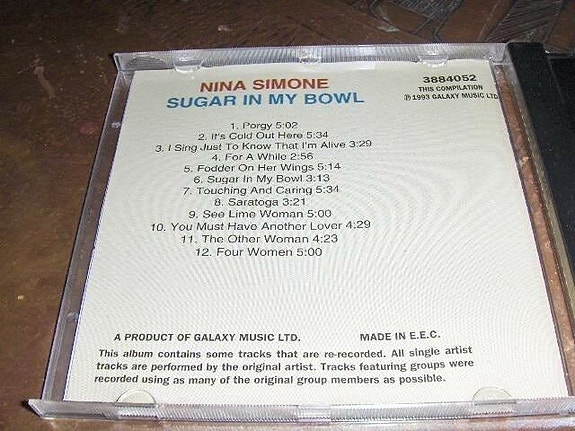 NINA SIMONE
SUGAR IN MY BOWL
3884052
THIS COMPILATION
℗ 1993 GALAXY MUSIC LTD
1. Porgy 5:02
2. It's Cold Out Here 5:34
3. I Sing Just To Know That I'm Alive 3:29
4. For A While 2:56
5. Fodder On Her Wings 5:14
6. Sugar In My Bowl 3:13
7. Touching And Caring 5:34
8. Saratoga 3:21
9. See Lime Woman 5:00
10. You Must Have Another Lover 4:29
11. The Other Woman 4:23
12. Four Women 5:00
A PRODUCT OF GALAXY MUSIC LTD. MADE IN E.E.C.
This album contains some tracks that are re-recorded. All single artist
tracks are performed by the original artist. Tracks featuring groups were
recorded using as many of the original group members as possible.